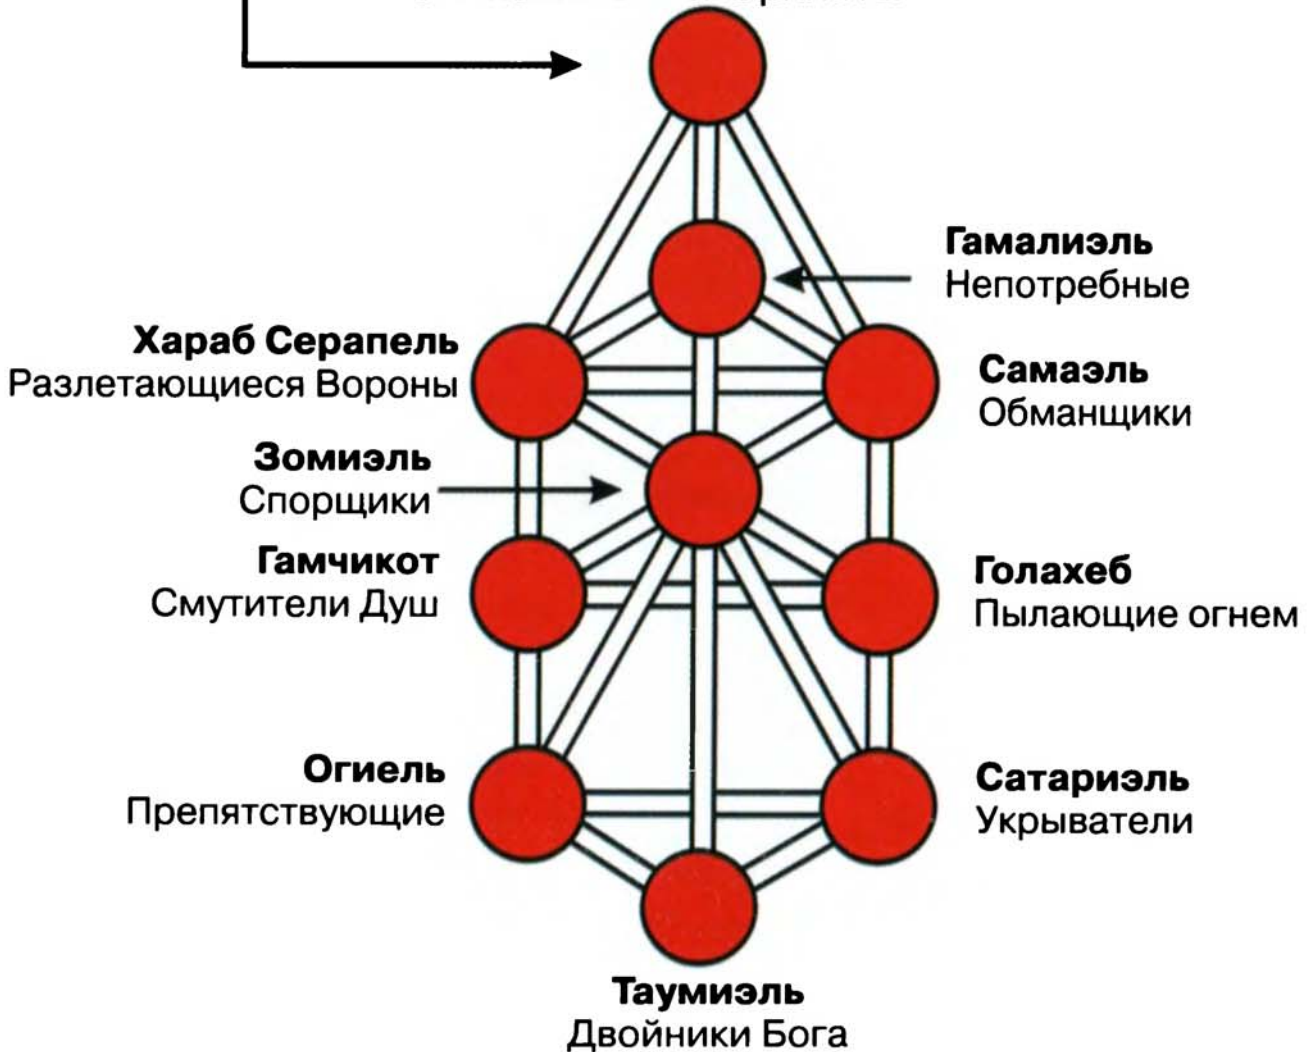 Гамалиэль
Непотребные
Хараб Серапель
Разлетающиеся Вороны
Самаэль
Обманщики
Зомиэль
Спорщики
Гамчикот
Смутители Душ
Голахеб
Пылающие огнем
Огиель
Препятствующие
Сатариэль
Укрыватели
Таумиэль
Двойники Бога